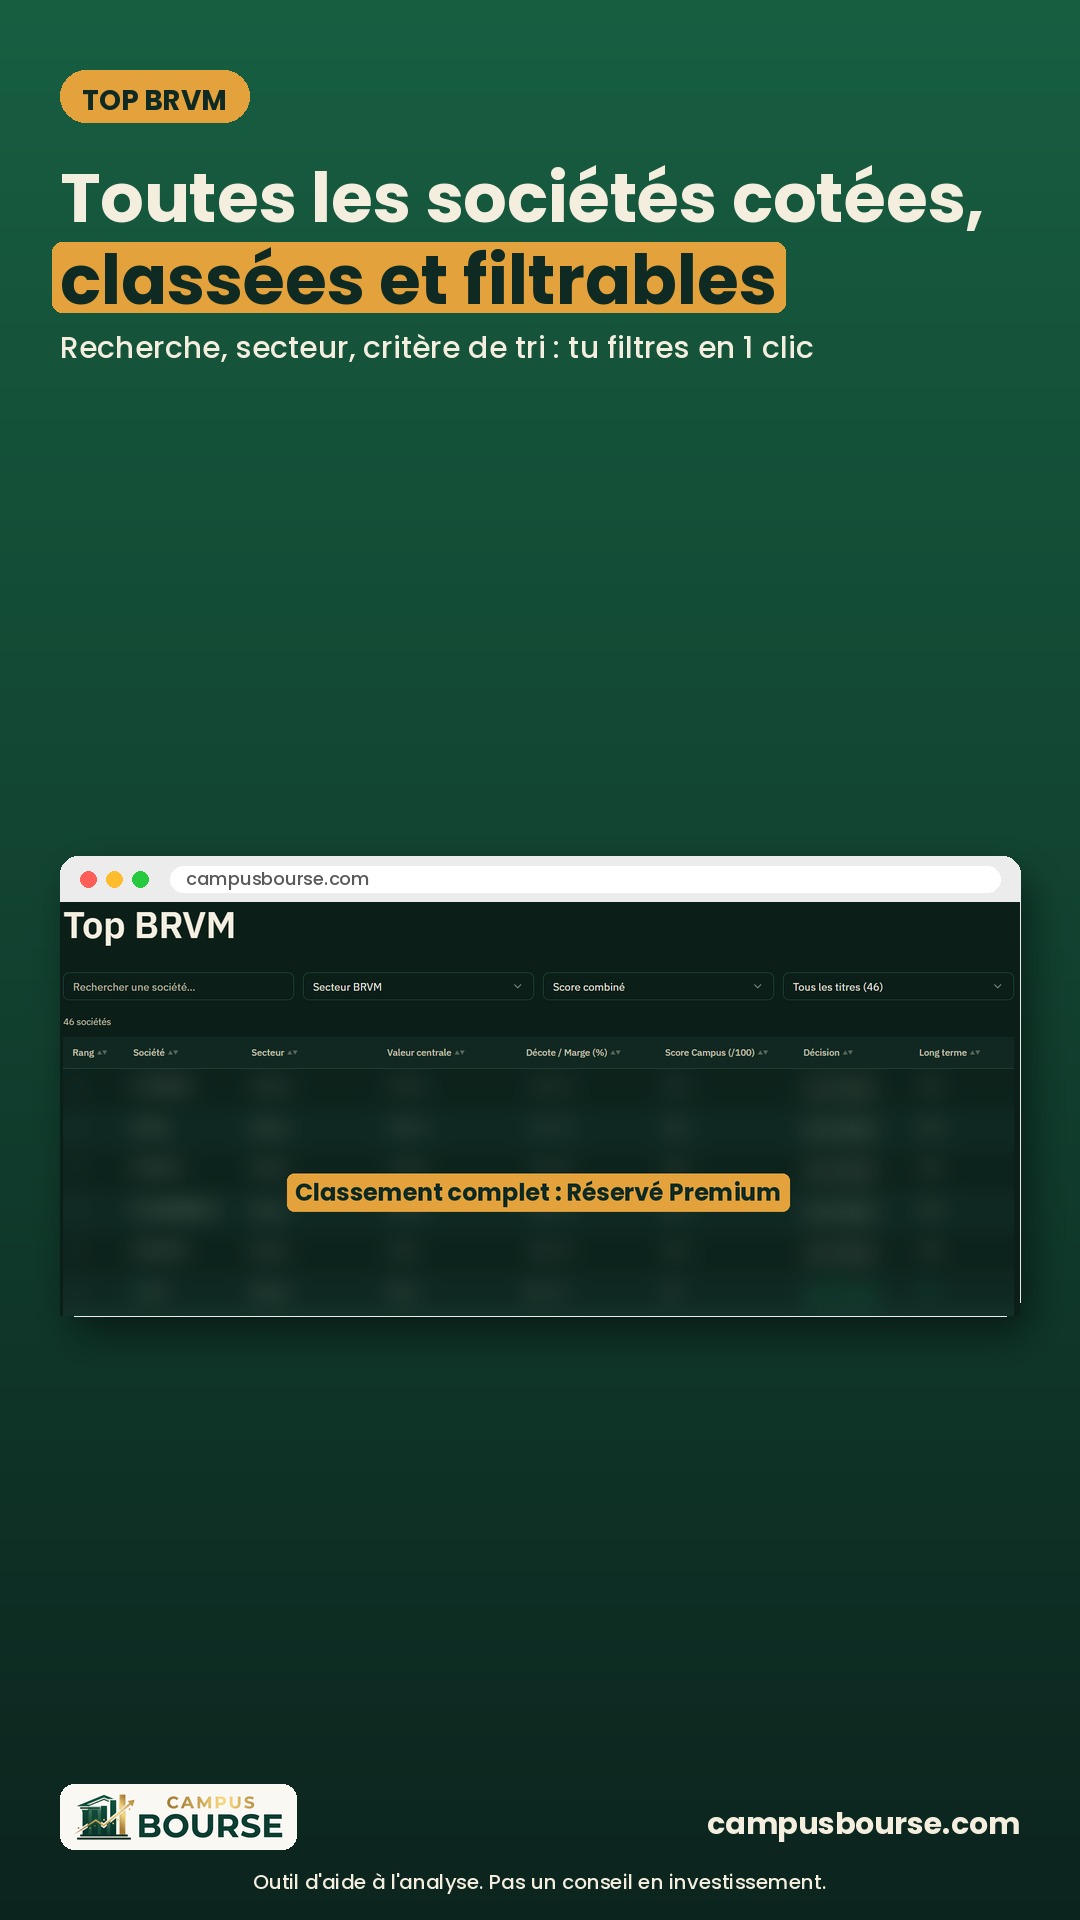 TOP BRVM
Toutes les sociétés cotées,
classées et filtrables
Recherche, secteur, critère de tri : tu filtres en 1 clic
campusbourse.com
Top BRVM
Rechercher une société... Secteur BRVM Score combiné Tous les titres (46)
46 sociétés
Rang Société Secteur Valeur centrale Décote / Marge (%) Score Campus (/100) Décision Long terme
Classement complet : Réservé Premium
CAMPUS
BOURSE
campusbourse.com
Outil d'aide à l'analyse. Pas un conseil en investissement.